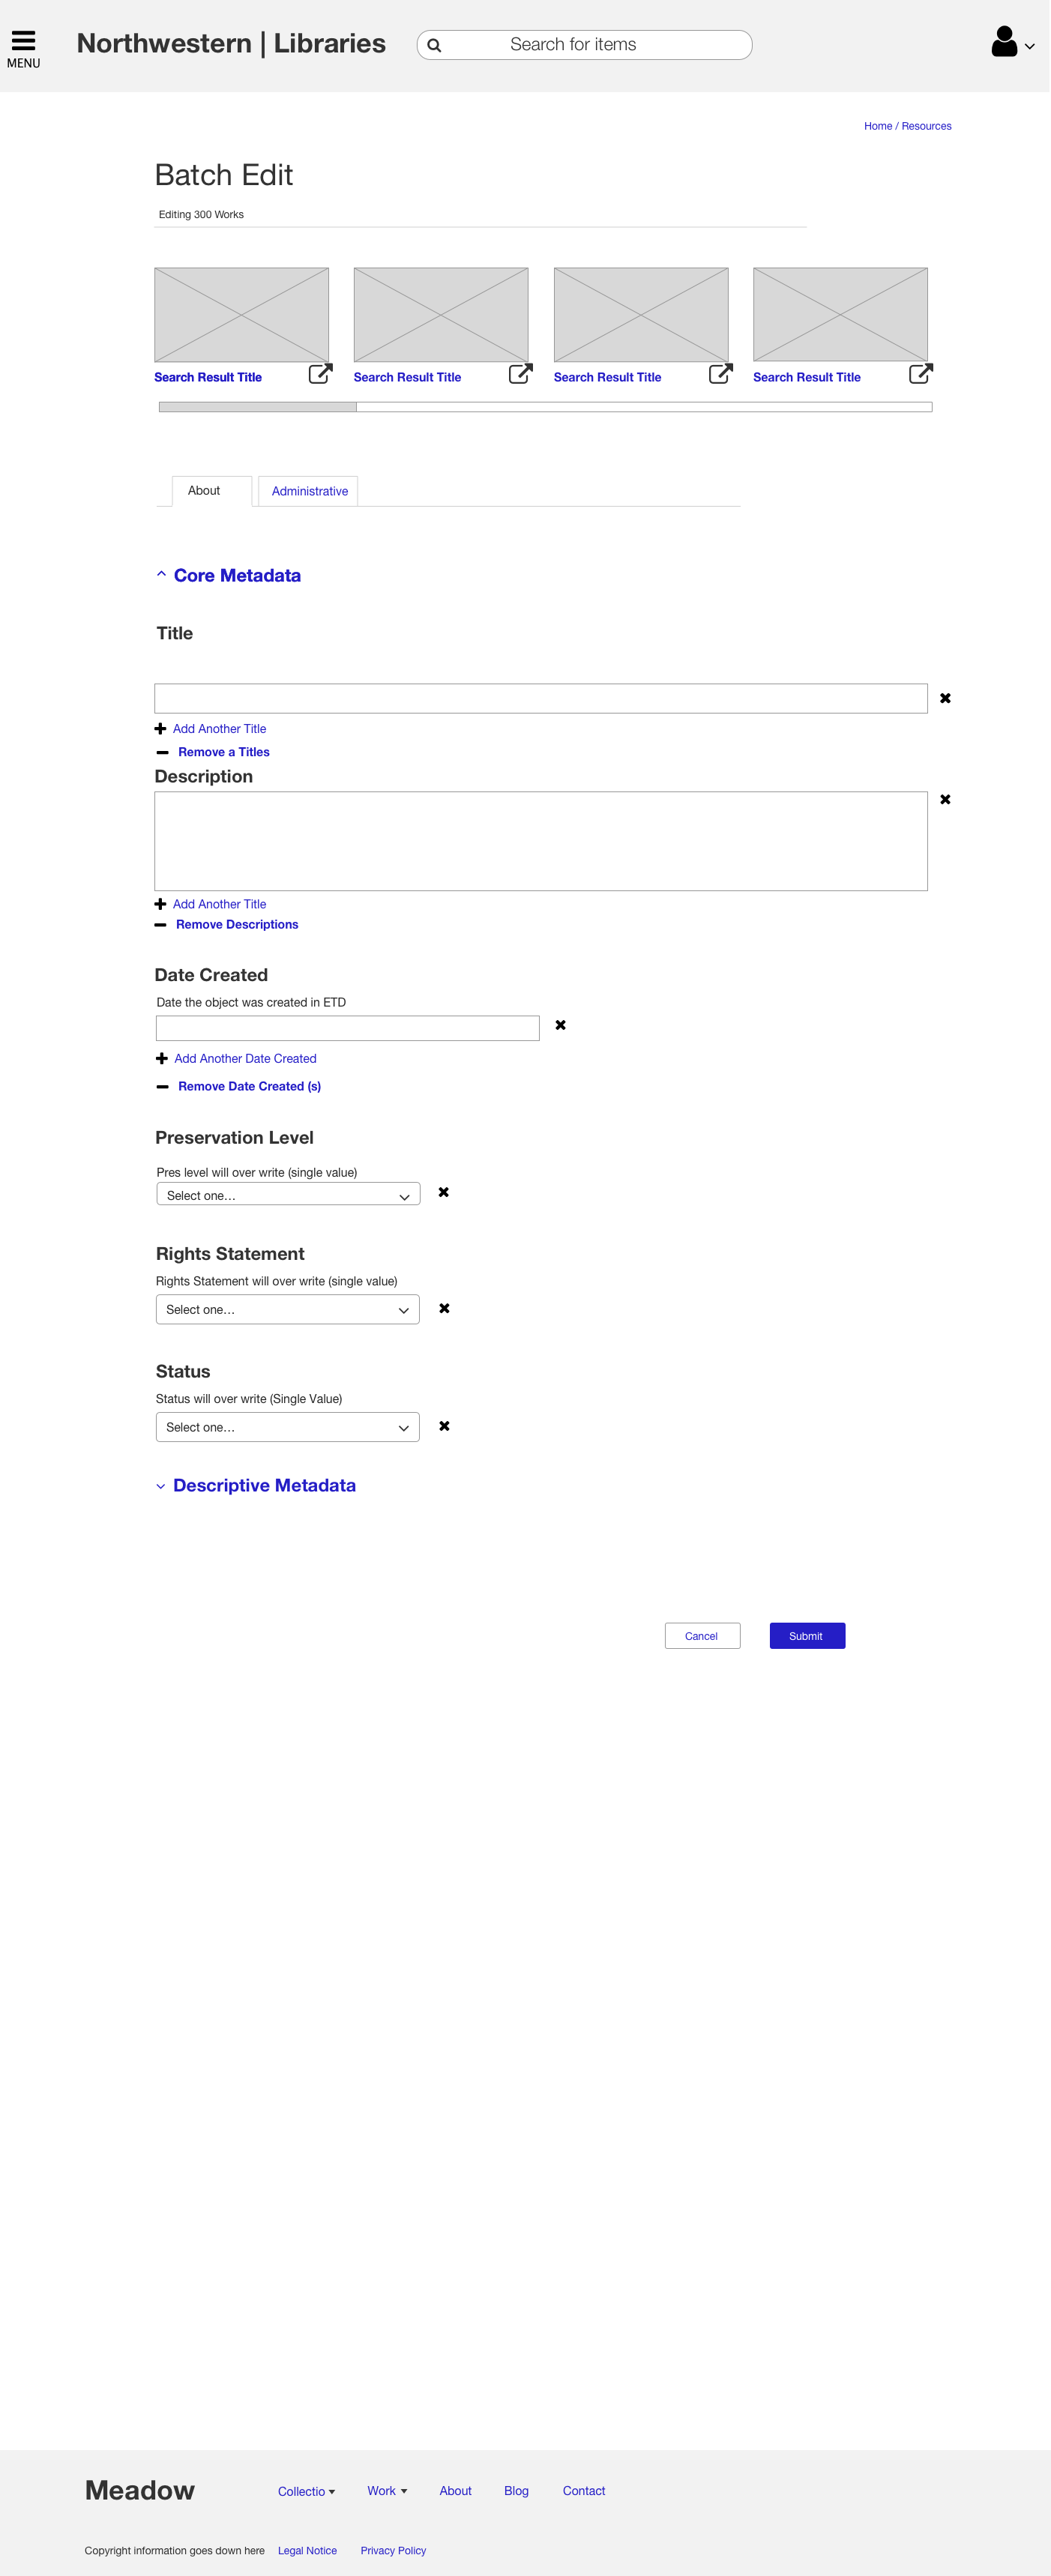 MENU
Northwestern | Libraries
Search for items
Home / Resources
Batch Edit
Editing 300 Works
Search Result Title
Search Result Title
Search Result Title
Search Result Title
About
Administrative
Core Metadata
Title
Add Another Title
Remove a Titles
Description
Add Another Title
Remove Descriptions
Date Created
Date the object was created in ETD
Add Another Date Created
Remove Date Created (s)
Preservation Level
Pres level will over write (single value)
Select one...
Rights Statement
Rights Statement will over write (single value)
Select one...
Status
Status will over write (Single Value)
Select one...
Descriptive Metadata
Cancel
Submit
Meadow
Collectio
Work
About
Blog
Contact
Copyright information goes down here
Legal Notice
Privacy Policy